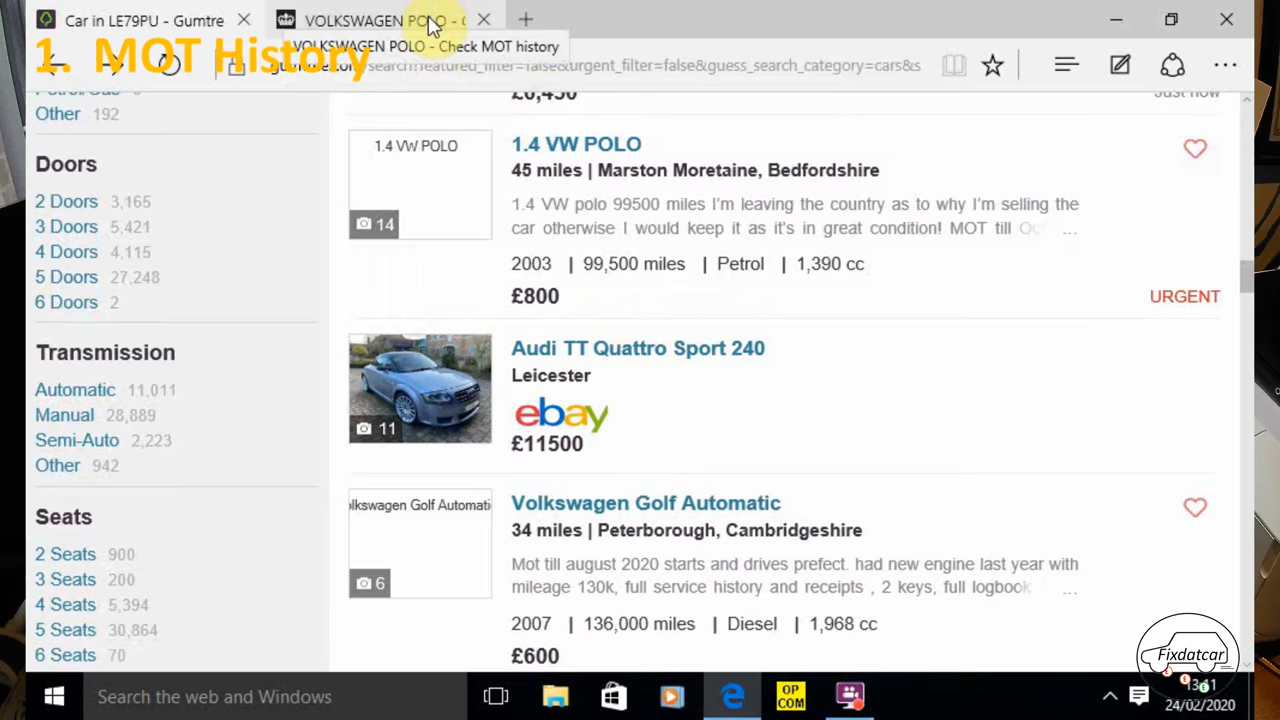 Car in LE79PU - Gumtre
VOLKSWAGEN POLO - C
VOLKSWAGEN POLO - Check MOT history
1. MOT History
search?featured_filter=false&urgent_filter=false&guess_search_category=cars&s
Other 192
Doors
2 Doors 3,165
3 Doors 5,421
4 Doors 4,115
5 Doors 27,248
6 Doors 2
Transmission
Automatic 11,011
Manual 28,889
Semi-Auto 2,223
Other 942
Seats
2 Seats 900
3 Seats 200
4 Seats 5,394
5 Seats 30,864
6 Seats 70
£6,450
Just now
1.4 VW POLO
14
1.4 VW POLO
45 miles | Marston Moretaine, Bedfordshire
1.4 VW polo 99500 miles I'm leaving the country as to why I'm selling the
car otherwise I would keep it as it's in great condition! MOT till Oct ...
2003 | 99,500 miles | Petrol | 1,390 cc
£800
URGENT
11
Audi TT Quattro Sport 240
Leicester
ebay
£11500
lkswagen Golf Automati
6
Volkswagen Golf Automatic
34 miles | Peterborough, Cambridgeshire
Mot till august 2020 starts and drives prefect. had new engine last year with
mileage 130k, full service history and receipts , 2 keys, full logbook ...
2007 | 136,000 miles | Diesel | 1,968 cc
£600
Fixdatcar
Search the web and Windows
OP
COM
13:11
24/02/2020